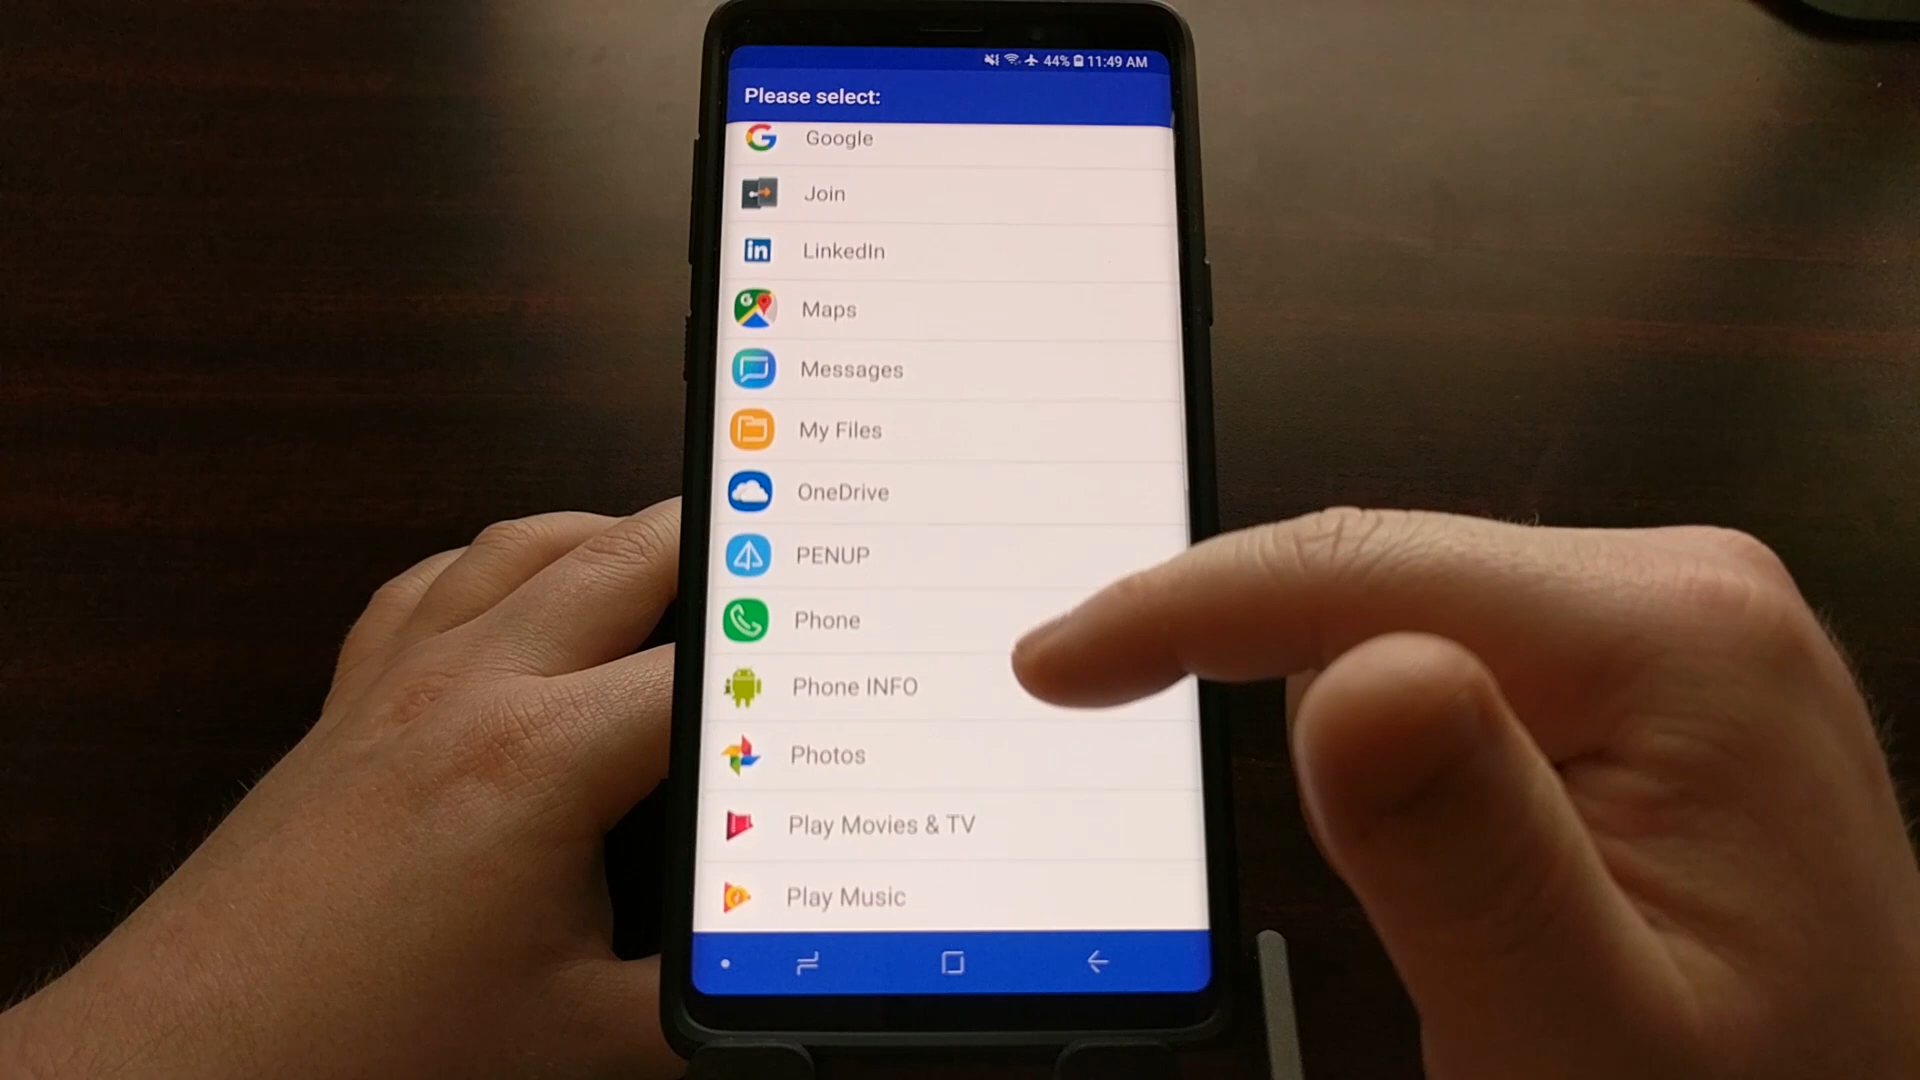 44% 11:49 AM
Please select:
Google
Join
LinkedIn
Maps
Messages
My Files
OneDrive
PENUP
Phone
Phone INFO
Photos
Play Movies & TV
Play Music